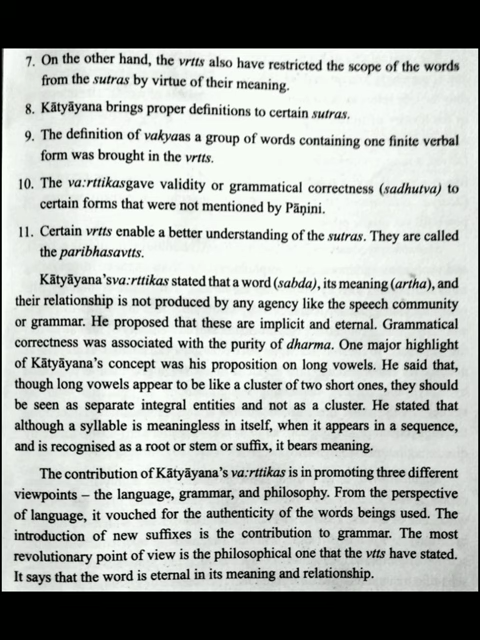 7. On the other hand, the vrtts also have restricted the scope of the words
from the sutras by virtue of their meaning.
8. Kātyāyana brings proper definitions to certain sutras.
9. The definition of vakyaas a group of words containing one finite verbal
form was brought in the vrtts.
10. The va:rttikasgave validity or grammatical correctness (sadhutva) to
certain forms that were not mentioned by Pāṇini.
11. Certain vrtts enable a better understanding of the sutras. They are called
the paribhasavtts.
Kātyāyana'sva:rttikas stated that a word (sabda), its meaning (artha), and
their relationship is not produced by any agency like the speech community
or grammar. He proposed that these are implicit and eternal. Grammatical
correctness was associated with the purity of dharma. One major highlight
of Kātyāyana's concept was his proposition on long vowels. He said that,
though long vowels appear to be like a cluster of two short ones, they should
be seen as separate integral entities and not as a cluster. He stated that
although a syllable is meaningless in itself, when it appears in a sequence,
and is recognised as a root or stem or suffix, it bears meaning.
The contribution of Kātyāyana's va:rttikas is in promoting three different
viewpoints – the language, grammar, and philosophy. From the perspective
of language, it vouched for the authenticity of the words beings used. The
introduction of new suffixes is the contribution to grammar. The most
revolutionary point of view is the philosophical one that the vtts have stated.
It says that the word is eternal in its meaning and relationship.